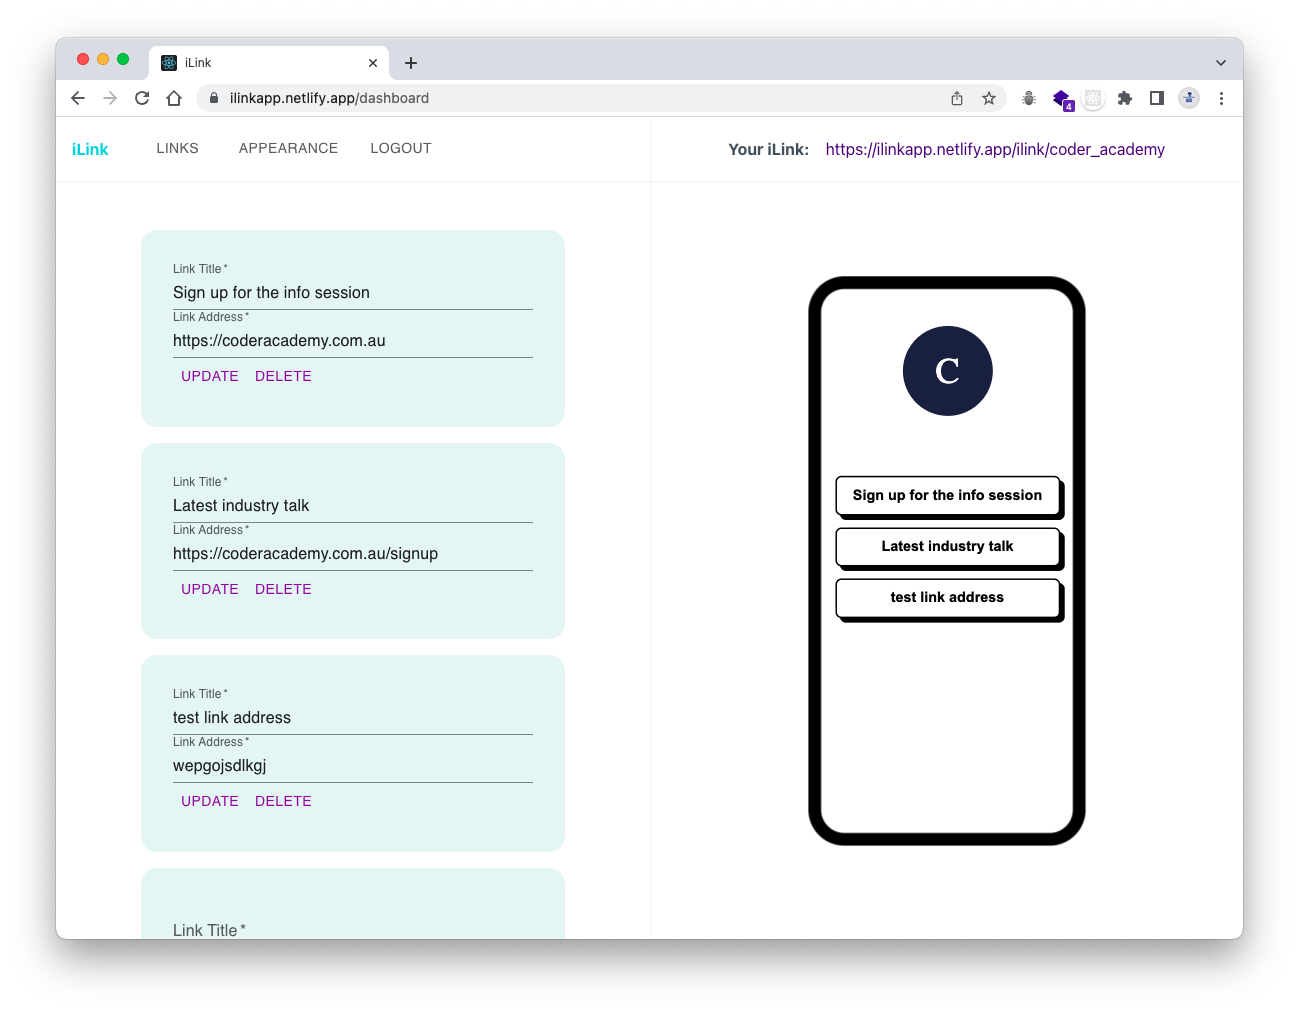 iLink
ilinkapp.netlify.app/dashboard
4
iLink LINKS APPEARANCE LOGOUT
Your iLink: https://ilinkapp.netlify.app/ilink/coder_academy
Link Title *
Sign up for the info session
Link Address *
https://coderacademy.com.au
UPDATE DELETE
Link Title *
Latest industry talk
Link Address *
https://coderacademy.com.au/signup
UPDATE DELETE
Link Title *
test link address
Link Address *
wepgojsdlkgj
UPDATE DELETE
Link Title *
C
Sign up for the info session
Latest industry talk
test link address